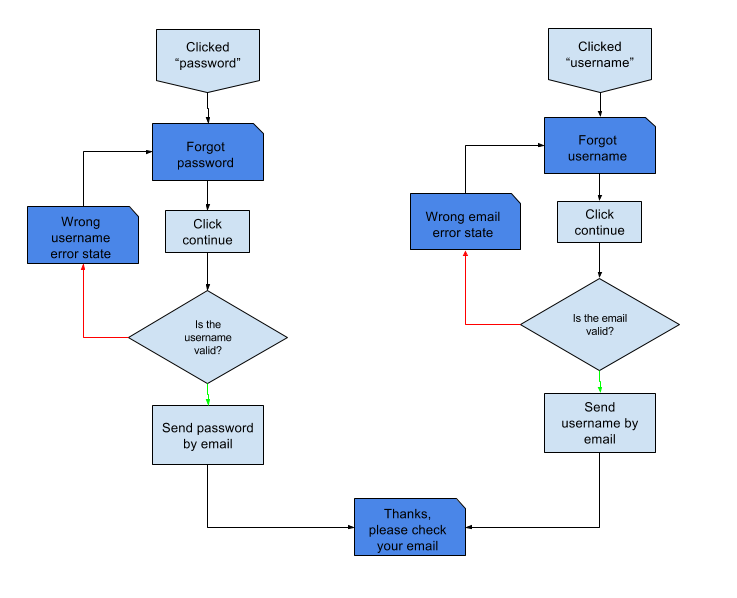 Clicked
“password”
Forgot
password
Wrong
username
error state
Click
continue
Is the
username
valid?
Send password
by email
Clicked
“username”
Forgot
username
Wrong email
error state
Click
continue
Is the email
valid?
Send
username by
email
Thanks,
please check
your email